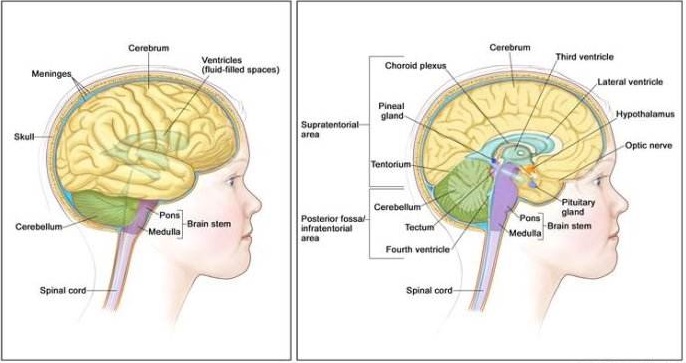 Cerebrum
Ventricles
(fluid-filled spaces)
Meninges
Skull
Cerebellum
Pons
Medulla
Brain stem
Spinal cord
Cerebrum
Third ventricle
Choroid plexus
Lateral ventricle
Pineal
gland
Hypothalamus
Supratentorial
area
Optic nerve
Tentorium
Cerebellum
Pituitary
gland
Posterior fossa/
infratentorial
area
Tectum
Pons
Medulla
Brain stem
Fourth ventricle
Spinal cord